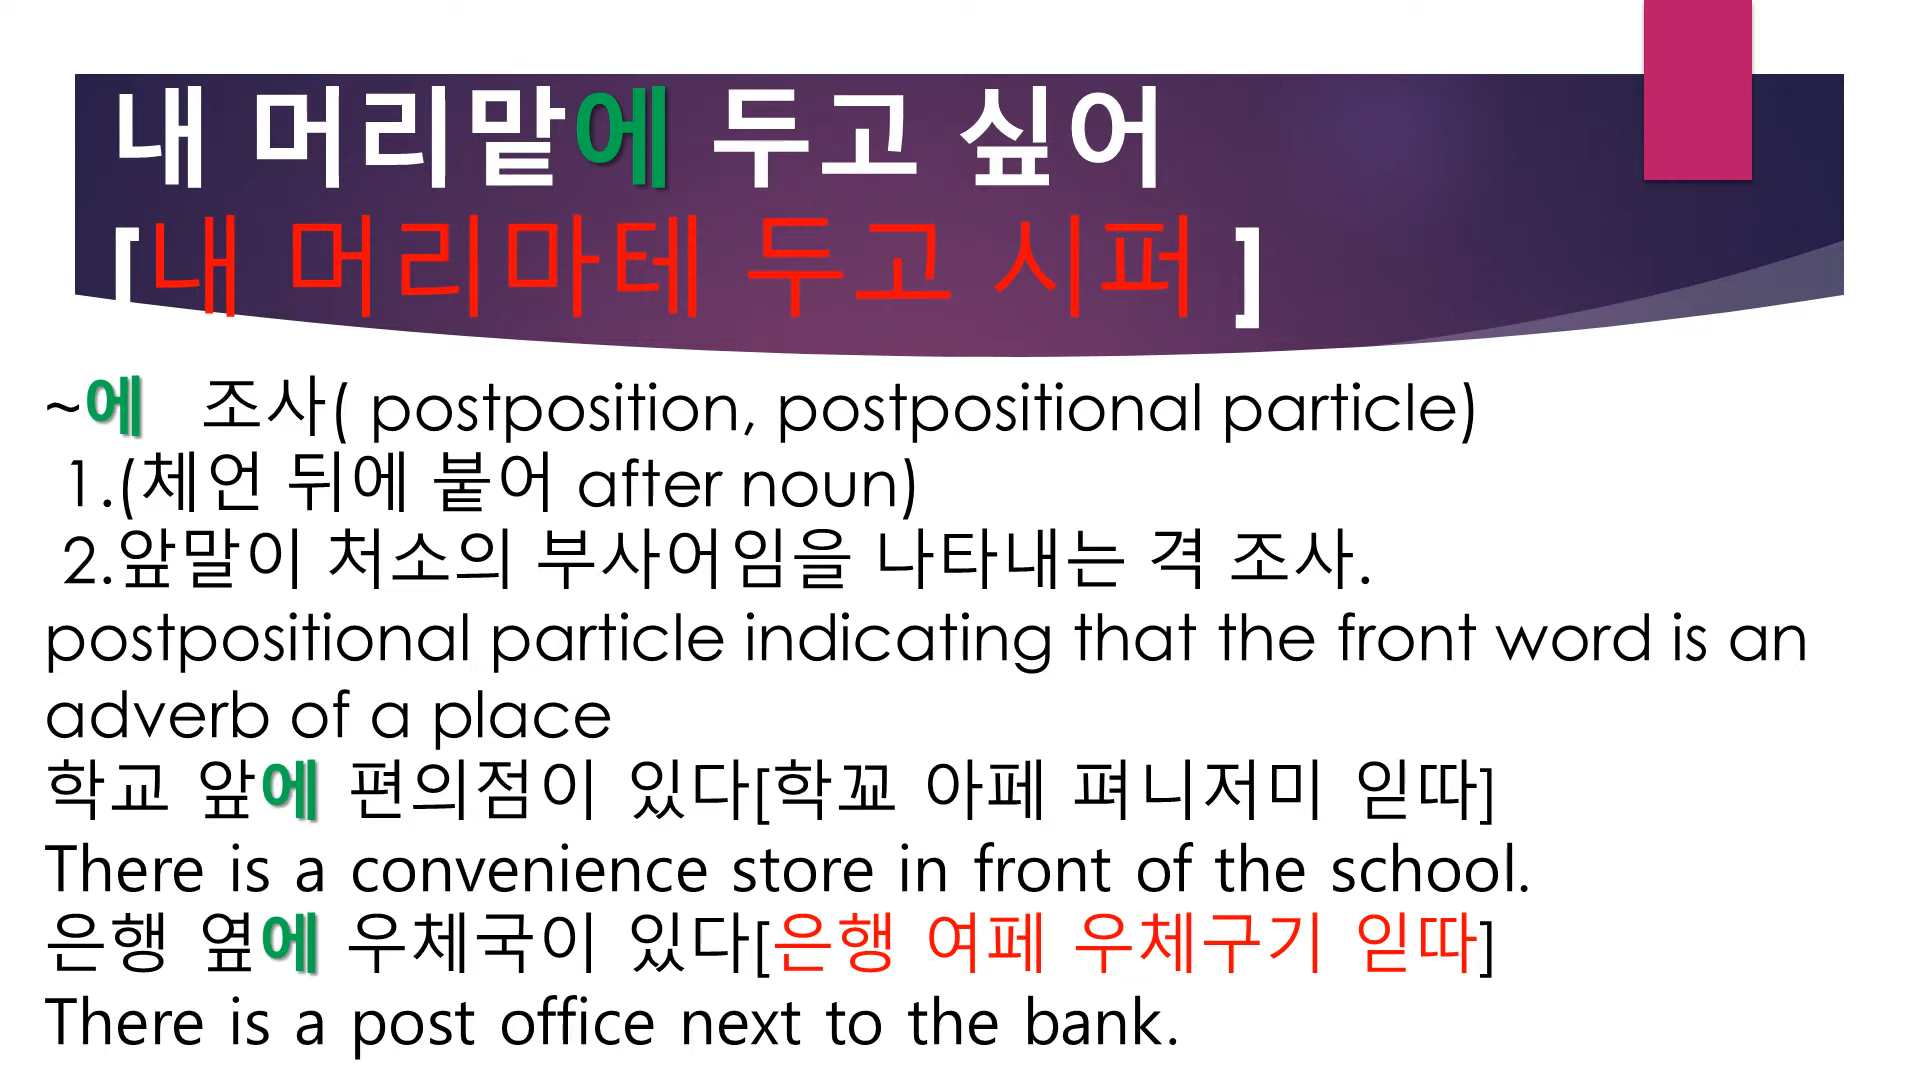 내 머리맡에 두고 싶어
[내 머리마테 두고 시퍼 ]
~에 조사( postposition, postpositional particle)
1.(체언 뒤에 붙어 after noun)
2.앞말이 처소의 부사어임을 나타내는 격 조사.
postpositional particle indicating that the front word is an
adverb of a place
학교 앞에 편의점이 있다[학꾜 아페 펴니저미 읻따]
There is a convenience store in front of the school.
은행 옆에 우체국이 있다[은행 여페 우체구기 읻따]
There is a post office next to the bank.